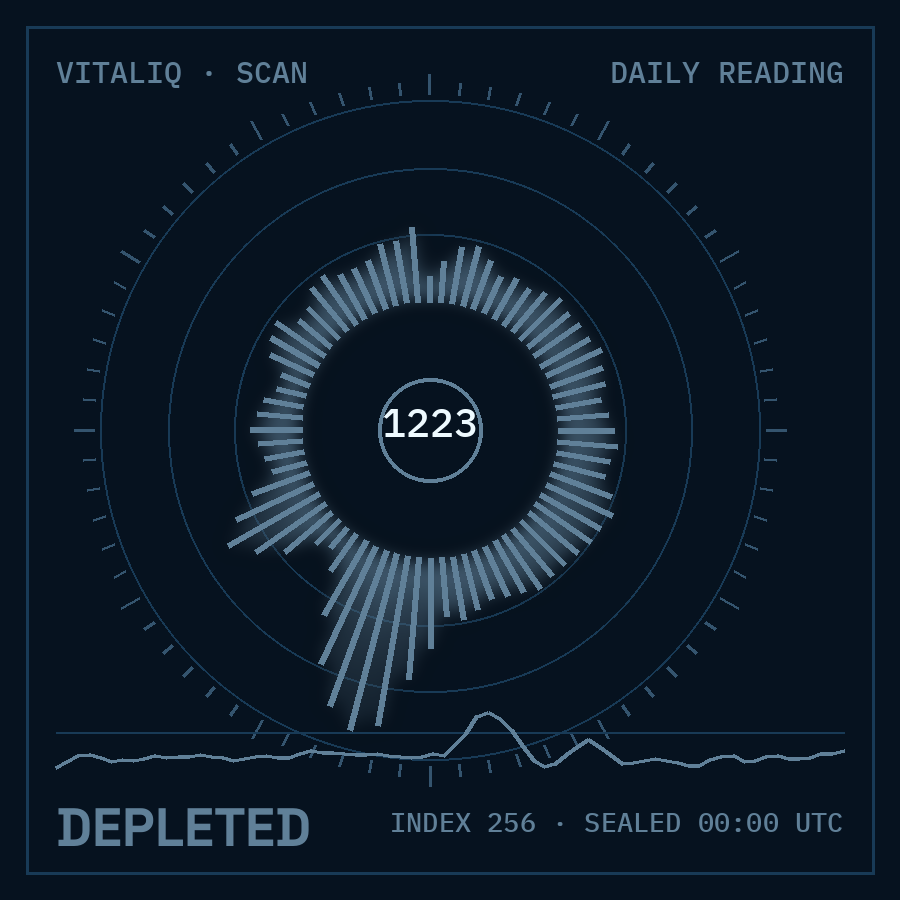 VITALIQ · SCAN
DAILY READING
1223
DEPLETED
INDEX 256 · SEALED 00:00 UTC